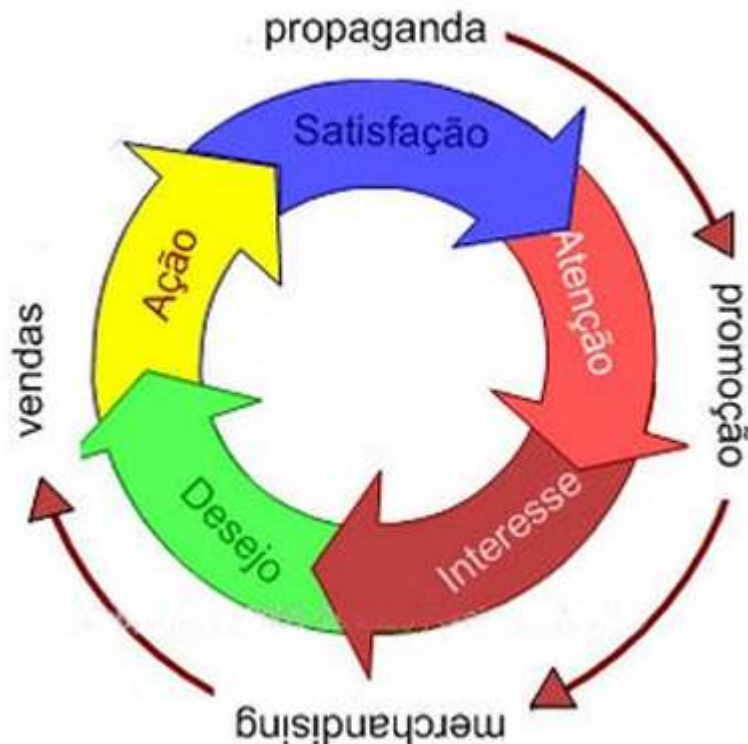 propaganda
Satisfação
Atenção
promoção
Interesse
merchandising
Desejo
vendas
Ação